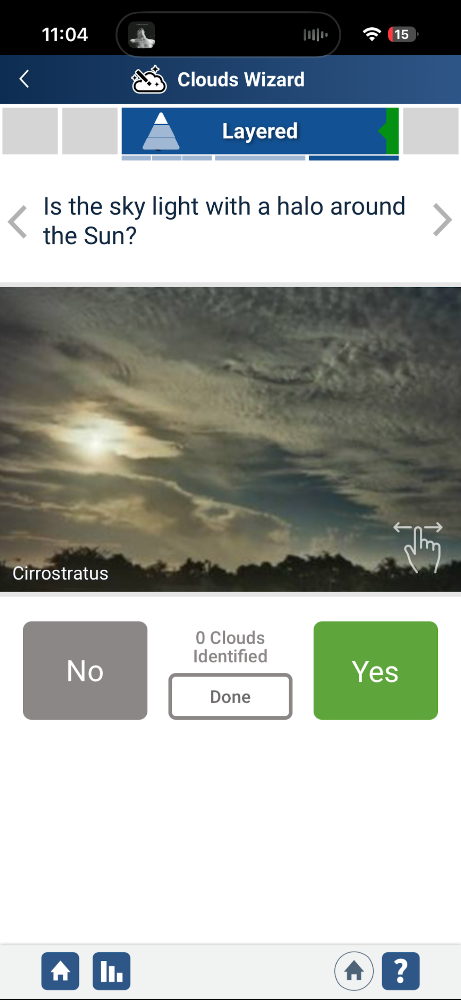 11:04
15
Clouds Wizard
Layered
Is the sky light with a halo around
the Sun?
Cirrostratus
No
0 Clouds
Identified
Done
Yes
?